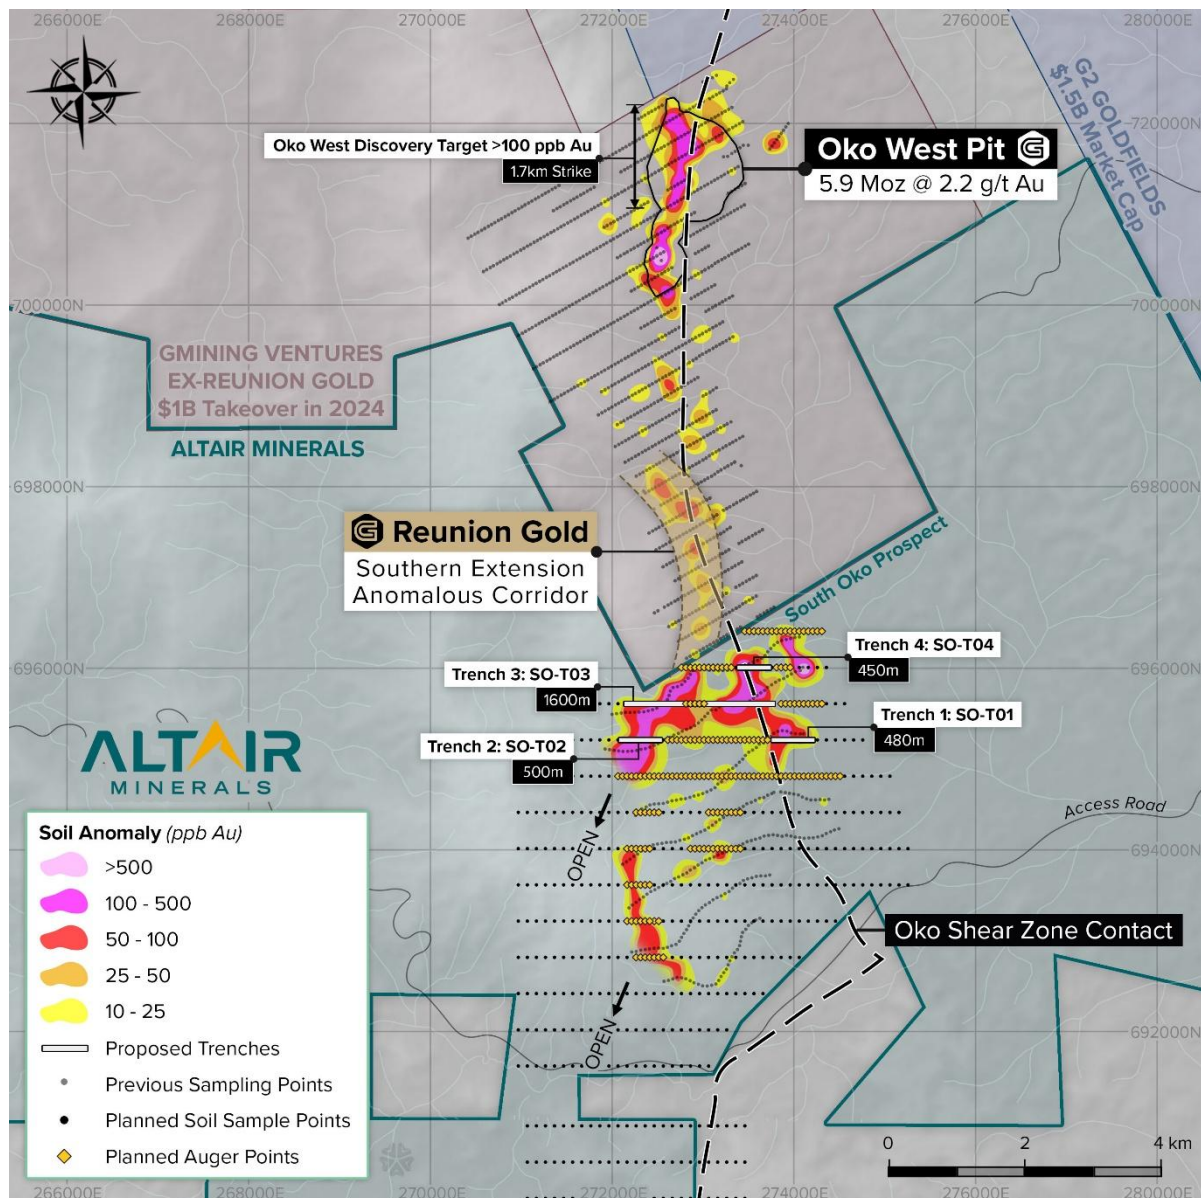 266000E
268000E
270000E
272000E
274000E
276000E
280000E
G2 GOLDFIELDS
$1.5B Market Cap
720000N
720000N
Oko West Discovery Target >100 ppb Au
1.7km Strike
Oko West Pit
5.9 Moz @ 2.2 g/t Au
700000N
700000N
GMINING VENTURES
EX-REUNION GOLD
$1B Takeover in 2024
ALTAIR MINERALS
698000N
698000N
Reunion Gold
Southern Extension
Anomalous Corridor
South Oko Prospect
696000N
696000N
Trench 4: SO-T04
450m
Trench 3: SO-T03
1600m
Trench 1: SO-T01
480m
Trench 2: SO-T02
500m
ALTAIR
MINERALS
Access Road
OPEN
694000N
Soil Anomaly (ppb Au)
>500
100 - 500
50 - 100
25 - 50
10 - 25
Proposed Trenches
Previous Sampling Points
Planned Soil Sample Points
Planned Auger Points
Oko Shear Zone Contact
OPEN
692000N
0 2 4 km
266000E
268000E
270000E
272000E
274000E
276000E
280000E